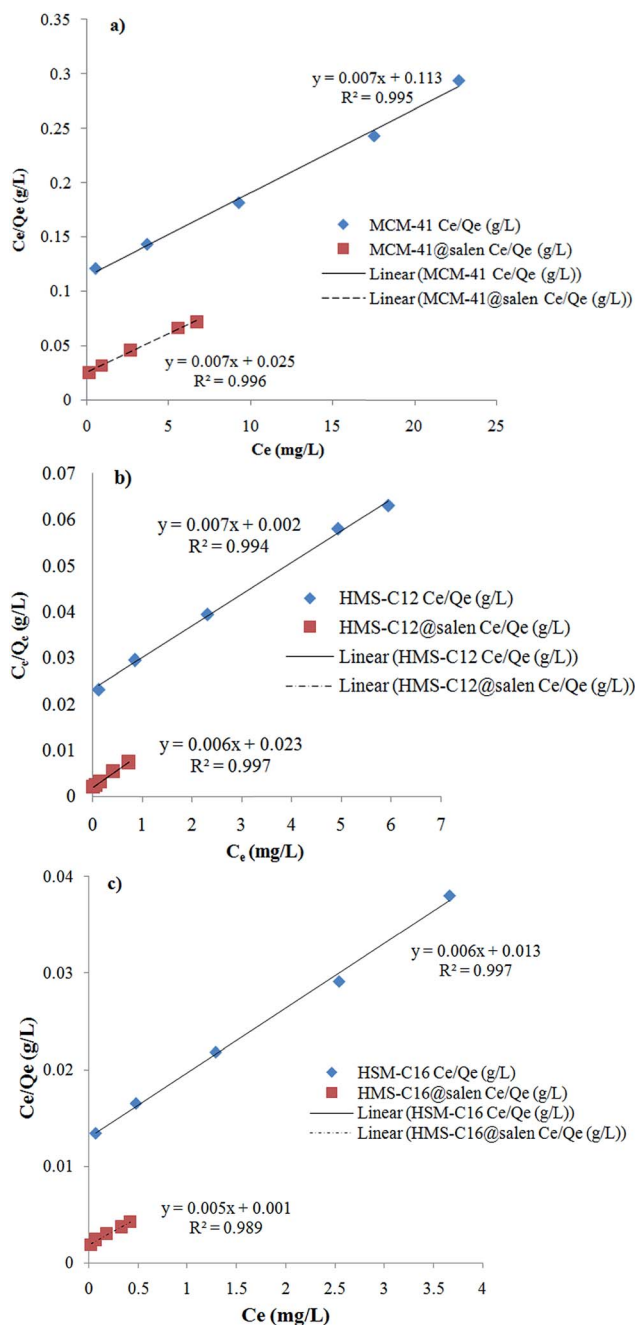 a)
0.35
0.3
0.25
0.2
0.15
0.1
0.05
0
Ce/Qe (g/L)
y = 0.007x + 0.113
R² = 0.995
MCM-41 Ce/Qe (g/L)
MCM-41@salen Ce/Qe (g/L)
Linear (MCM-41 Ce/Qe (g/L))
Linear (MCM-41@salen Ce/Qe (g/L))
y = 0.007x + 0.025
R² = 0.996
0 5 10 15 20 25
Ce (mg/L)
b)
0.07
0.06
0.05
0.04
0.03
0.02
0.01
0
Cₑ/Qₑ (g/L)
y = 0.007x + 0.002
R² = 0.994
HMS-C12 Ce/Qe (g/L)
HMS-C12@salen Ce/Qe (g/L)
Linear (HMS-C12 Ce/Qe (g/L))
Linear (HMS-C12@salen Ce/Qe (g/L))
y = 0.006x + 0.023
R² = 0.997
0 1 2 3 4 5 6 7
Cₑ (mg/L)
c)
0.04
0.03
0.02
0.01
0
Ce/Qe (g/L)
y = 0.006x + 0.013
R² = 0.997
HSM-C16 Ce/Qe (g/L)
HMS-C16@salen Ce/Qe (g/L)
Linear (HSM-C16 Ce/Qe (g/L))
Linear (HMS-C16@salen Ce/Qe (g/L))
y = 0.005x + 0.001
R² = 0.989
0 0.5 1 1.5 2 2.5 3 3.5 4
Ce (mg/L)